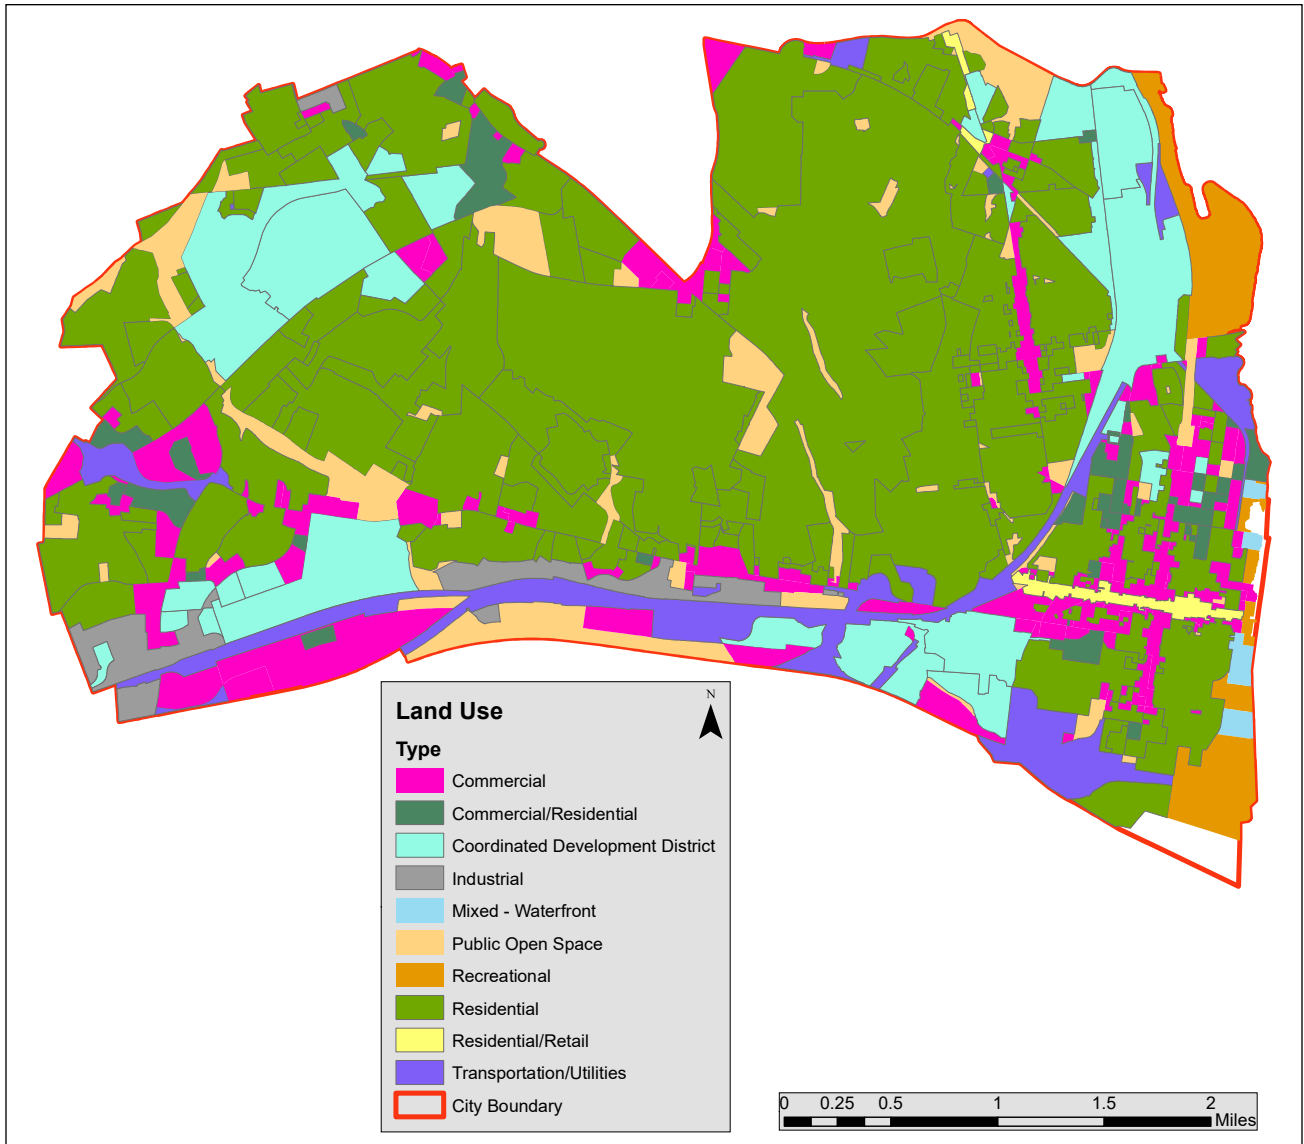 N
Land Use
Type
Commercial
Commercial/Residential
Coordinated Development District
Industrial
Mixed - Waterfront
Public Open Space
Recreational
Residential
Residential/Retail
Transportation/Utilities
City Boundary
0 0.25 0.5 1 1.5 2
Miles